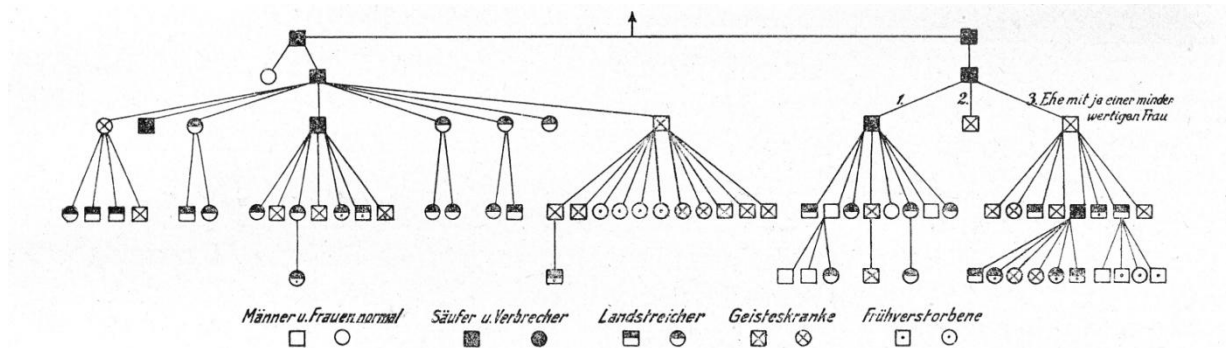 1.
2.
3. Ehe mit je einer minder
wertigen Frau
Männer u. Frauen normal
Säufer u. Verbrecher
Landstreicher
Geisteskranke
Frühverstorbene